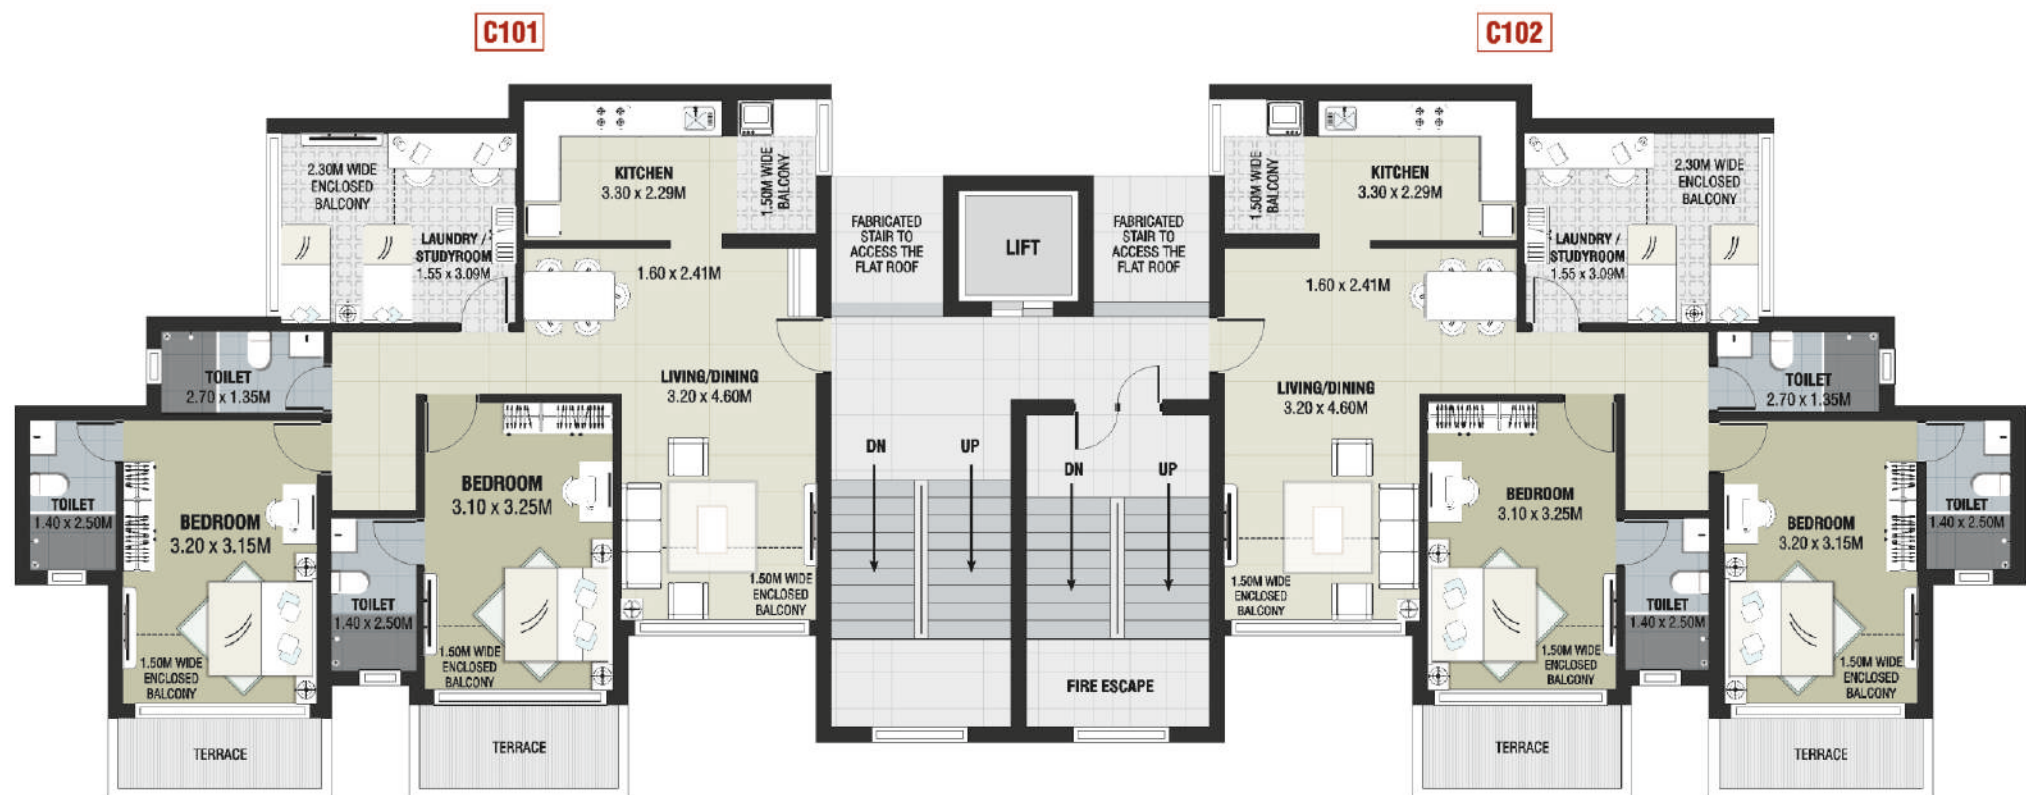 C101
C102
2.30M WIDE
ENCLOSED
BALCONY
LAUNDRY /
STUDYROOM
1.55 x 3.09M
KITCHEN
3.30 x 2.29M
1.50M WIDE
BALCONY
1.60 x 2.41M
TOILET
2.70 x 1.35M
LIVING/DINING
3.20 x 4.60M
TOILET
1.40 x 2.50M
BEDROOM
3.20 x 3.15M
BEDROOM
3.10 x 3.25M
TOILET
1.40 x 2.50M
1.50M WIDE
ENCLOSED
BALCONY
1.50M WIDE
ENCLOSED
BALCONY
1.50M WIDE
ENCLOSED
BALCONY
TERRACE
TERRACE
FABRICATED
STAIR TO
ACCESS THE
FLAT ROOF
LIFT
FABRICATED
STAIR TO
ACCESS THE
FLAT ROOF
DN
UP
DN
UP
FIRE ESCAPE
1.50M WIDE
BALCONY
KITCHEN
3.30 x 2.29M
2.30M WIDE
ENCLOSED
BALCONY
LAUNDRY /
STUDYROOM
1.55 x 3.09M
1.60 x 2.41M
LIVING/DINING
3.20 x 4.60M
TOILET
2.70 x 1.35M
BEDROOM
3.10 x 3.25M
BEDROOM
3.20 x 3.15M
TOILET
1.40 x 2.50M
TOILET
1.40 x 2.50M
1.50M WIDE
ENCLOSED
BALCONY
1.50M WIDE
ENCLOSED
BALCONY
1.50M WIDE
ENCLOSED
BALCONY
TERRACE
TERRACE